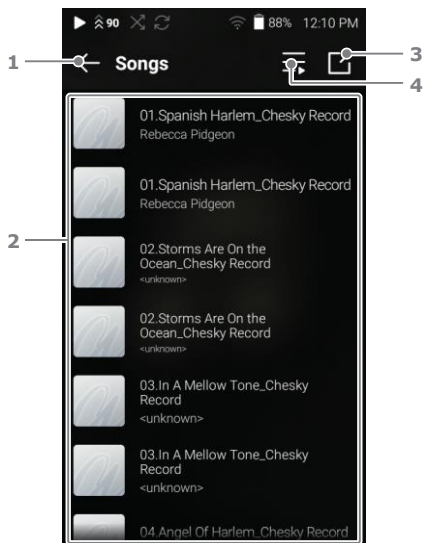 90 88% 12:10 PM
1 Songs 3
4
01.Spanish Harlem_Chesky Record
Rebecca Pidgeon
01.Spanish Harlem_Chesky Record
Rebecca Pidgeon
2
02.Storms Are On the
Ocean_Chesky Record
<unknown>
02.Storms Are On the
Ocean_Chesky Record
<unknown>
03.In A Mellow Tone_Chesky
Record
<unknown>
03.In A Mellow Tone_Chesky
Record
<unknown>
04.Angel Of Harlem_Chesky Record